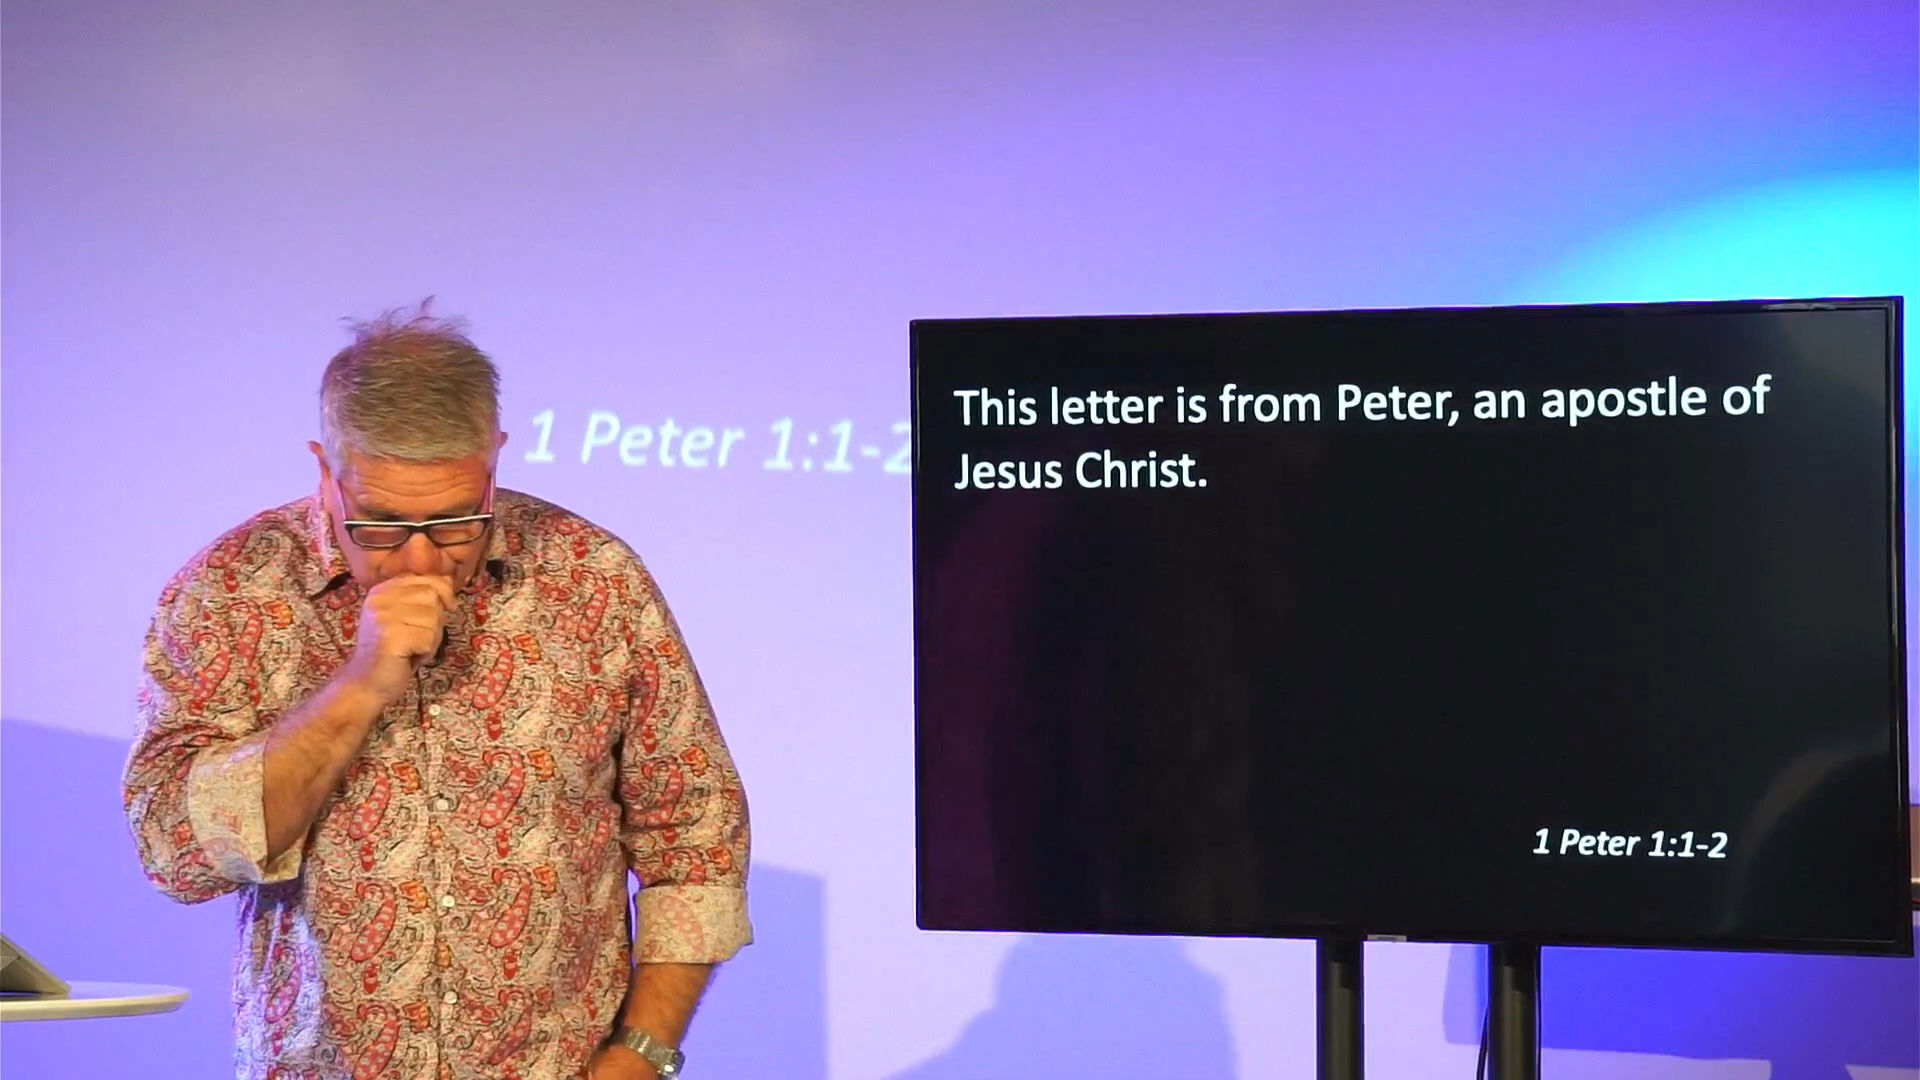 1 Peter 1:1-2
This letter is from Peter, an apostle of
Jesus Christ.
1 Peter 1:1-2